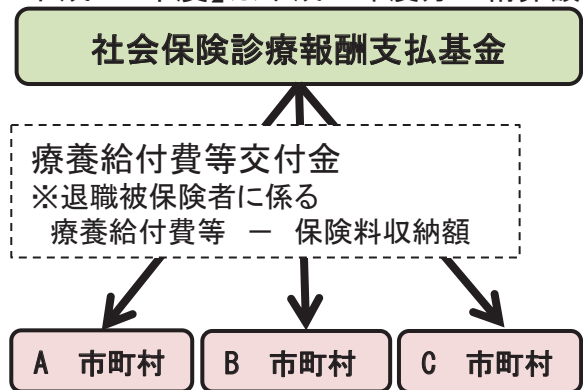 社会保険診療報酬支払基金
療養給付費等交付金
※退職被保険者に係る
療養給付費等 － 保険料収納額
A 市町村
B 市町村
C 市町村